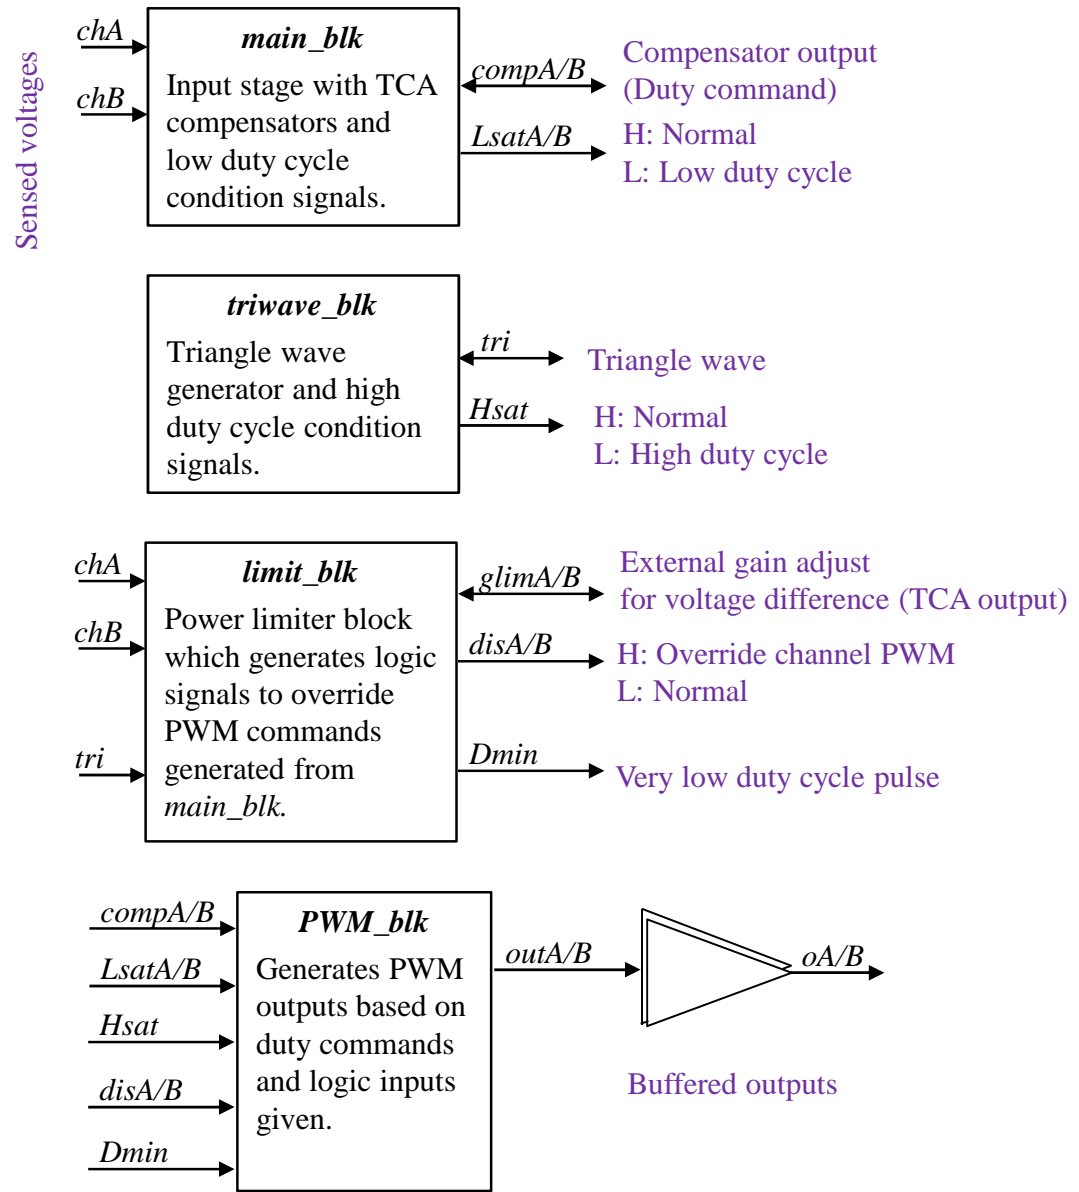 Sensed voltages
chA
chB
main_blk
Input stage with TCA
compensators and
low duty cycle
condition signals.
compA/B
LsatA/B
Compensator output
(Duty command)
H: Normal
L: Low duty cycle
triwave_blk
Triangle wave
generator and high
duty cycle condition
signals.
tri
Hsat
Triangle wave
H: Normal
L: High duty cycle
chA
chB
tri
limit_blk
Power limiter block
which generates logic
signals to override
PWM commands
generated from
main_blk.
glimA/B
disA/B
Dmin
External gain adjust
for voltage difference (TCA output)
H: Override channel PWM
L: Normal
Very low duty cycle pulse
compA/B
LsatA/B
Hsat
disA/B
Dmin
PWM_blk
Generates PWM
outputs based on
duty commands
and logic inputs
given.
outA/B
oA/B
Buffered outputs